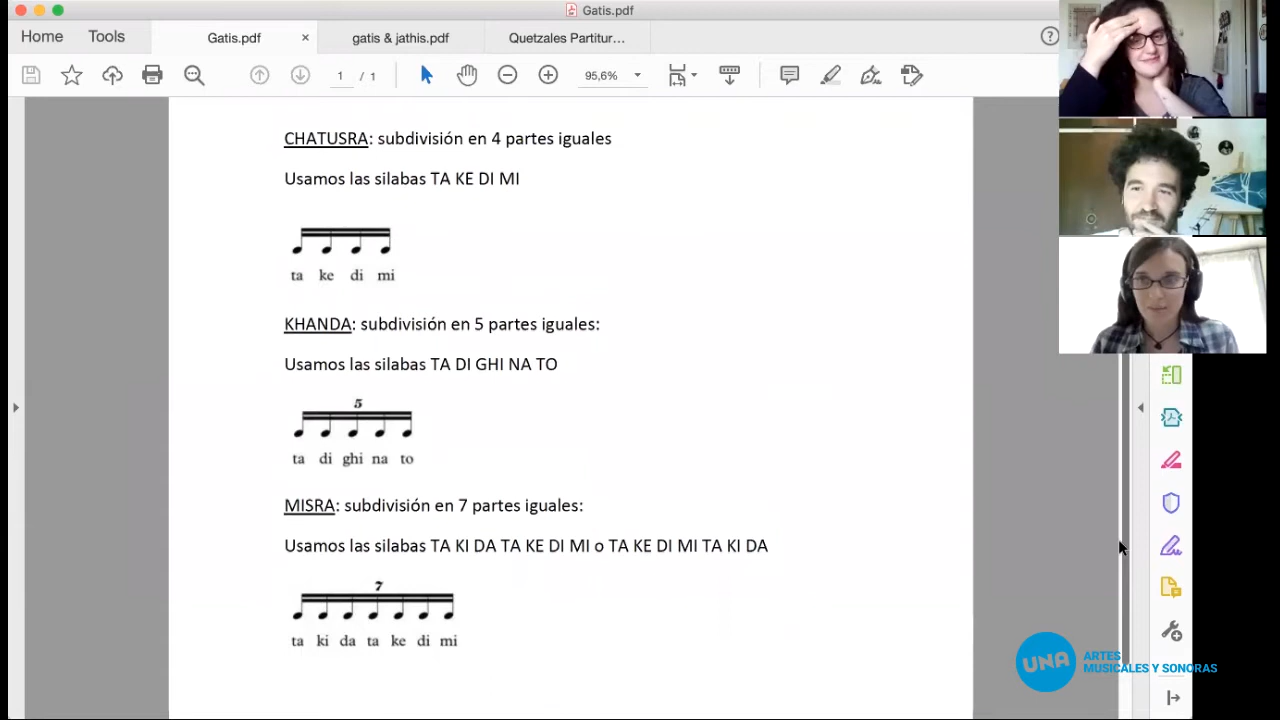 Gatis.pdf
Home
Tools
Gatis.pdf
×
gatis & jathis.pdf
Quetzales Partitur...
1 / 1
95,6%
CHATUSRA: subdivisión en 4 partes iguales
Usamos las silabas TA KE DI MI
ta ke di mi
KHANDA: subdivisión en 5 partes iguales:
Usamos las silabas TA DI GHI NA TO
5
ta di ghi na to
MISRA: subdivisión en 7 partes iguales:
Usamos las silabas TA KI DA TA KE DI MI o TA KE DI MI TA KI DA
7
ta ki da ta ke di mi
UNA
ARTES
MUSICALES Y SONORAS